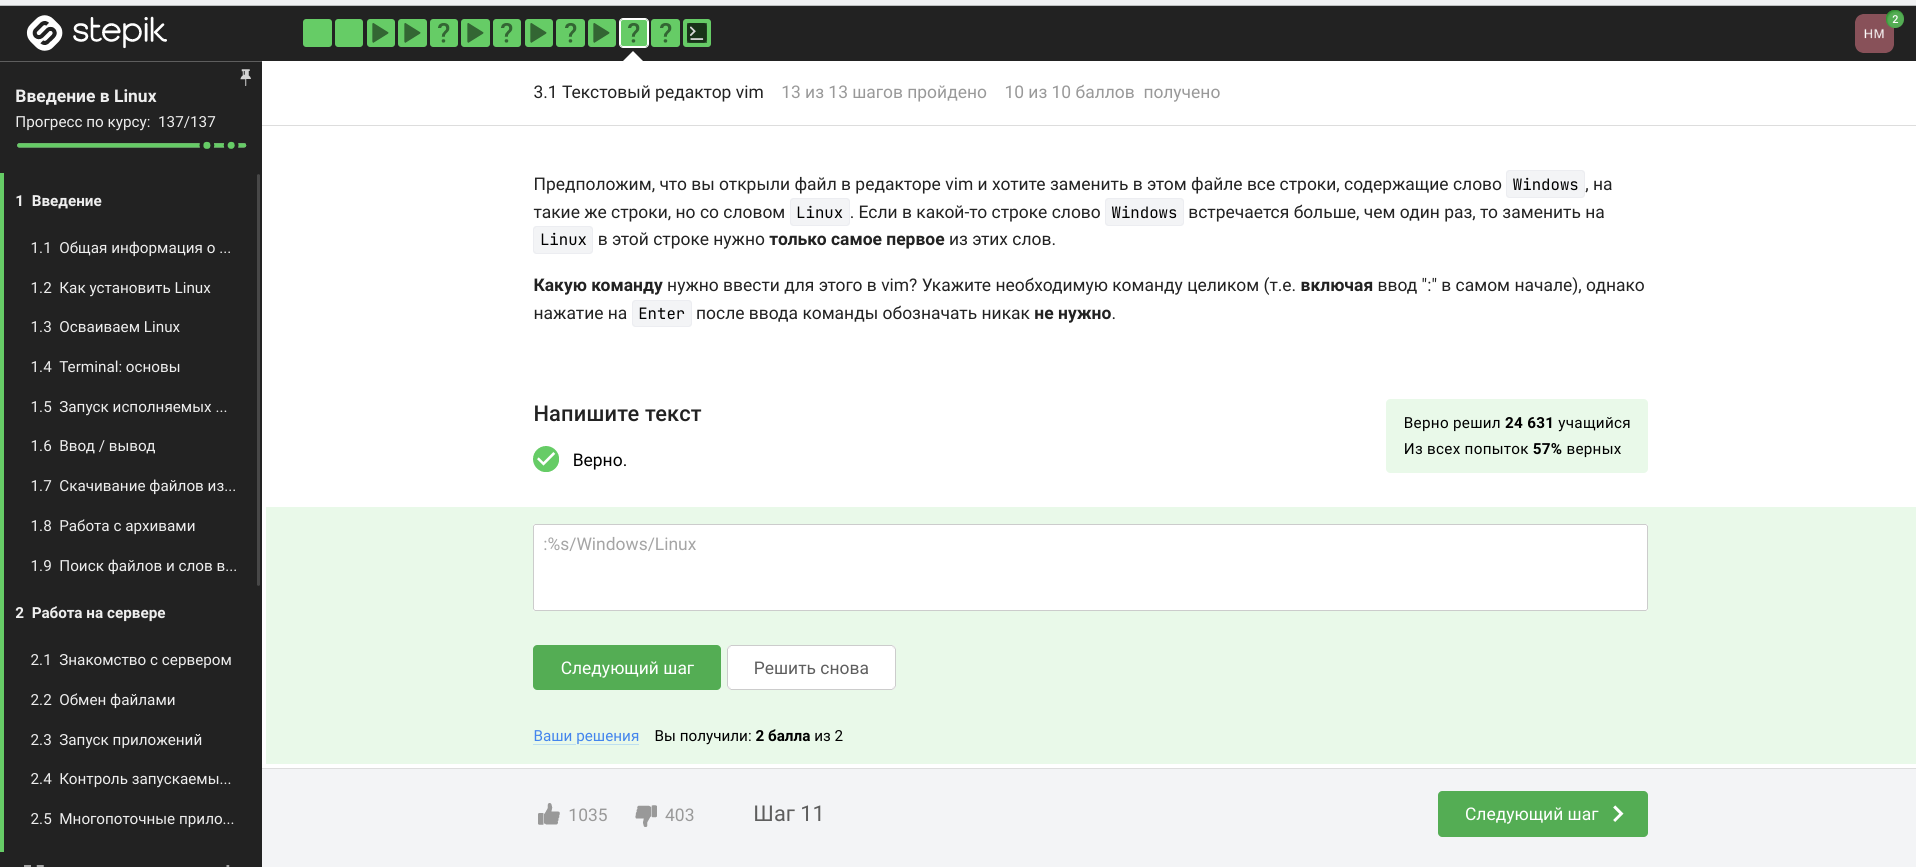 stepik
? ? ? ? ?
НМ
2
Введение в Linux
Прогресс по курсу: 137/137
1 Введение
1.1 Общая информация о ...
1.2 Как установить Linux
1.3 Осваиваем Linux
1.4 Terminal: основы
1.5 Запуск исполняемых ...
1.6 Ввод / вывод
1.7 Скачивание файлов из...
1.8 Работа с архивами
1.9 Поиск файлов и слов в...
2 Работа на сервере
2.1 Знакомство с сервером
2.2 Обмен файлами
2.3 Запуск приложений
2.4 Контроль запускаемы...
2.5 Многопоточные прило...
3.1 Текстовый редактор vim 13 из 13 шагов пройдено 10 из 10 баллов получено
Предположим, что вы открыли файл в редакторе vim и хотите заменить в этом файле все строки, содержащие слово Windows, на
такие же строки, но со словом Linux. Если в какой-то строке слово Windows встречается больше, чем один раз, то заменить на
Linux в этой строке нужно только самое первое из этих слов.
Какую команду нужно ввести для этого в vim? Укажите необходимую команду целиком (т.е. включая ввод ":" в самом начале), однако
нажатие на Enter после ввода команды обозначать никак не нужно.
Напишите текст
Верно.
Верно решил 24 631 учащийся
Из всех попыток 57% верных
:%s/Windows/Linux
Следующий шаг Решить снова
Ваши решения Вы получили: 2 балла из 2
1035 403 Шаг 11 Следующий шаг